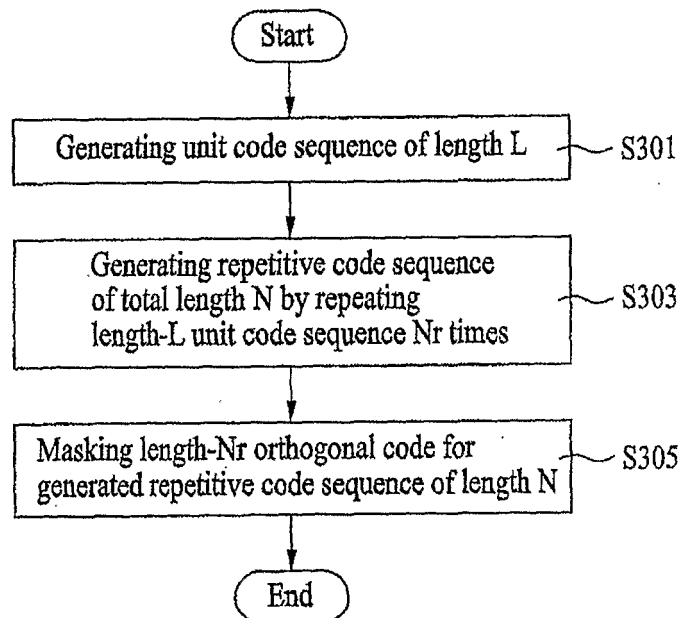 Start
Generating unit code sequence of length L
S301
Generating repetitive code sequence
of total length N by repeating
length-L unit code sequence Nr times
S303
Masking length-Nr orthogonal code for
generated repetitive code sequence of length N
S305
End